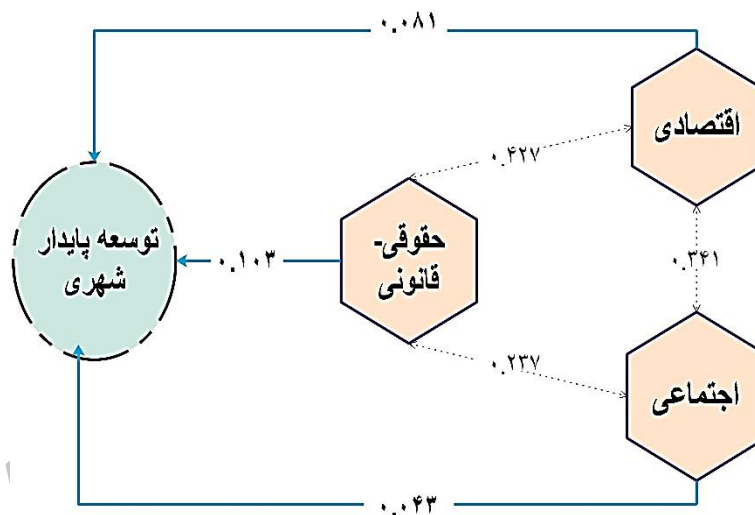 ۰.۰۸۱
اقتصادی
۰.۴۲۷
توسعه پایدار
شهری
۰.۱۰۳
حقوقی-
قانونی
۰.۳۴۱
۰.۲۳۷
اجتماعی
۰.۰۴۳